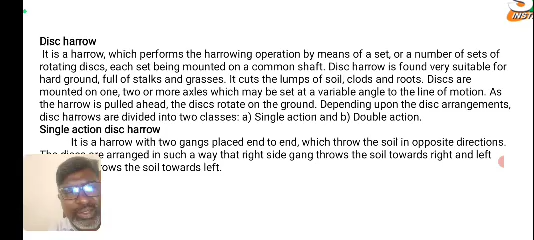 INST
Disc harrow
It is a harrow, which performs the harrowing operation by means of a set, or a number of sets of
rotating discs, each set being mounted on a common shaft. Disc harrow is found very suitable for
hard ground, full of stalks and grasses. It cuts the lumps of soil, clods and roots. Discs are
mounted on one, two or more axles which may be set at a variable angle to the line of motion. As
the harrow is pulled ahead, the discs rotate on the ground. Depending upon the disc arrangements,
disc harrows are divided into two classes: a) Single action and b) Double action.
Single action disc harrow
It is a harrow with two gangs placed end to end, which throw the soil in opposite directions.
The discs are arranged in such a way that right side gang throws the soil towards right and left
rows the soil towards left.